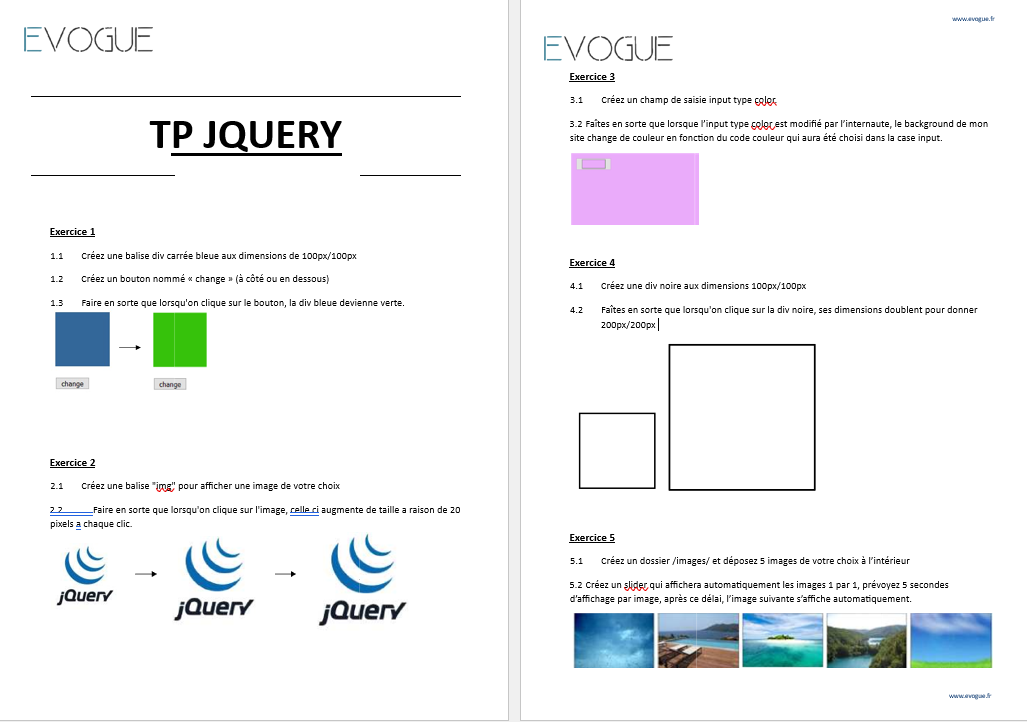 EVOGUE
TP JQUERY
Exercice 1
1.1 Créez une balise div carrée bleue aux dimensions de 100px/100px
1.2 Créez un bouton nommé « change » (à côté ou en dessous)
1.3 Faire en sorte que lorsqu'on clique sur le bouton, la div bleue devienne verte.
change change
Exercice 2
2.1 Créez une balise "img" pour afficher une image de votre choix
2.2 Faire en sorte que lorsqu'on clique sur l'image, celle ci augmente de taille a raison de 20
pixels a chaque clic.
jQuery jQuery jQuery
www.evogue.fr
EVOGUE
Exercice 3
3.1 Créez un champ de saisie input type color.
3.2 Faîtes en sorte que lorsque l'input type color est modifié par l'internaute, le background de mon
site change de couleur en fonction du code couleur qui aura été choisi dans la case input.
Exercice 4
4.1 Créez une div noire aux dimensions 100px/100px
4.2 Faîtes en sorte que lorsqu'on clique sur la div noire, ses dimensions doublent pour donner
200px/200px
Exercice 5
5.1 Créez un dossier /images/ et déposez 5 images de votre choix à l'intérieur
5.2 Créez un slider qui affichera automatiquement les images 1 par 1, prévoyez 5 secondes
d'affichage par image, après ce délai, l'image suivante s'affiche automatiquement.
www.evogue.fr